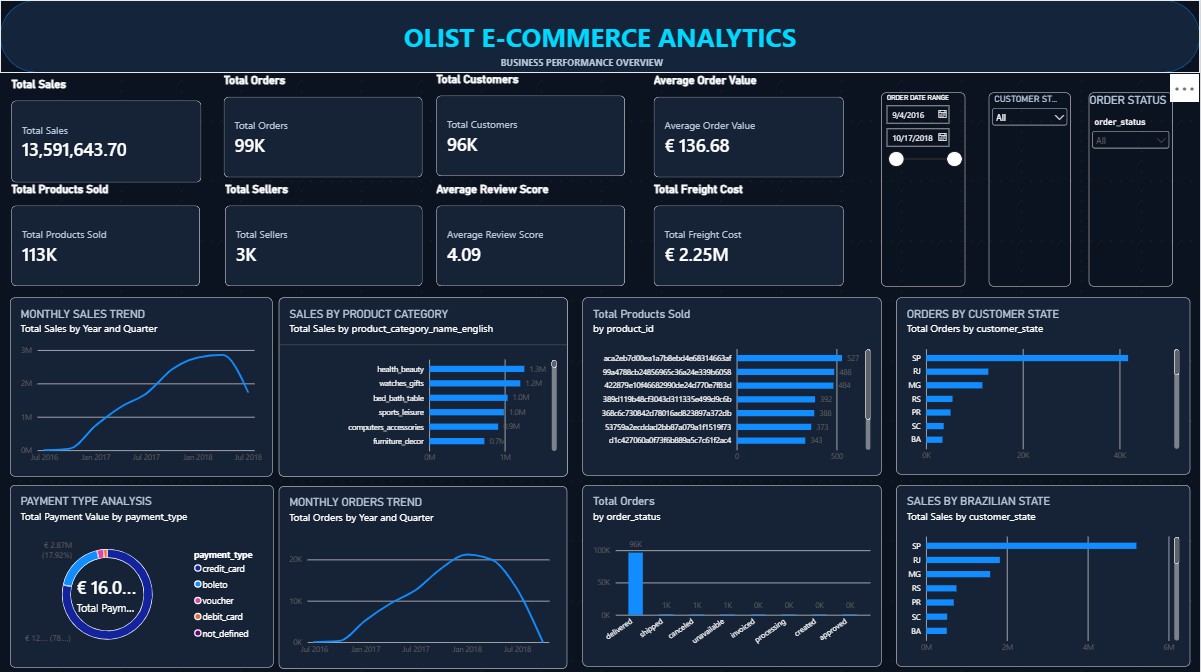 OLIST E-COMMERCE ANALYTICS
BUSINESS PERFORMANCE OVERVIEW
Total Sales
Total Orders
Total Customers
Average Order Value
Total Sales
13,591,643.70
Total Orders
99K
Total Customers
96K
Average Order Value
€ 136.68
ORDER DATE RANGE
9/4/2016
10/17/2018
CUSTOMER ST...
All
ORDER STATUS
order_status
All
Total Products Sold
Total Sellers
Average Review Score
Total Freight Cost
Total Products Sold
113K
Total Sellers
3K
Average Review Score
4.09
Total Freight Cost
€ 2.25M
MONTHLY SALES TREND
Total Sales by Year and Quarter
3M
2M
1M
0M
Jul 2016 Jan 2017 Jul 2017 Jan 2018 Jul 2018
SALES BY PRODUCT CATEGORY
Total Sales by product_category_name_english
health_beauty 1.3M
watches_gifts 1.2M
bed_bath_table 1.0M
sports_leisure 1.0M
computers_accessories 0.9M
furniture_decor 0.7M
0M 1M
Total Products Sold
by product_id
aca2eb7d00ea1a7b8ebd4e68314663af 527
99a4788cb24856965c36a24e339b6058 488
422879e10f46682990de24d770e7f83d 484
389d119b48cf3043d311335e499d9c6b 392
368c6c730842d78016ad823897a372db 388
53759a2ecddad2bb87a079a1f1519f73 373
d1c427060a0f73f6b889a5c7c61f2ac4 343
0 500
ORDERS BY CUSTOMER STATE
Total Orders by customer_state
SP
RJ
MG
RS
PR
SC
BA
0K 20K 40K
PAYMENT TYPE ANALYSIS
Total Payment Value by payment_type
€ 2.87M
(17.92%)
€ 16.0...
Total Paym...
€ 12.... (78....)
payment_type
credit_card
boleto
voucher
debit_card
not_defined
MONTHLY ORDERS TREND
Total Orders by Year and Quarter
20K
10K
0K
Jul 2016 Jan 2017 Jul 2017 Jan 2018 Jul 2018
Total Orders
by order_status
100K
50K
0K
96K 1K 1K 1K 0K 0K 0K 0K
delivered shipped canceled unavailable invoiced processing created approved
SALES BY BRAZILIAN STATE
Total Sales by customer_state
SP
RJ
MG
RS
PR
SC
BA
0M 2M 4M 6M